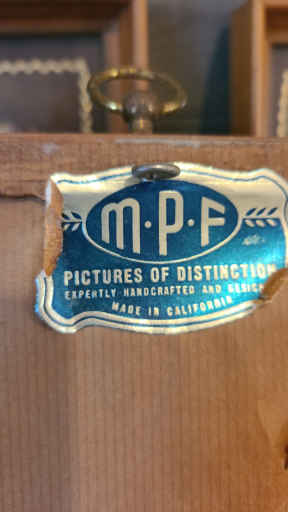 M·P·F
PICTURES OF DISTINCTION
EXPERTLY HANDCRAFTED AND
MADE IN CALIFORNIA